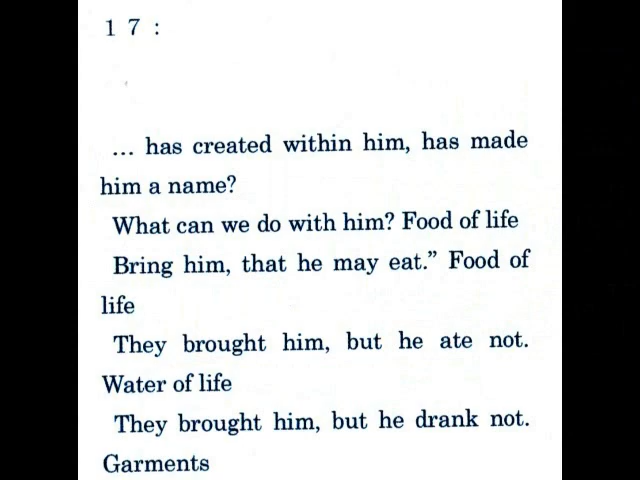 1 7 :
... has created within him, has made
him a name?
What can we do with him? Food of life
Bring him, that he may eat.” Food of
life
They brought him, but he ate not.
Water of life
They brought him, but he drank not.
Garments